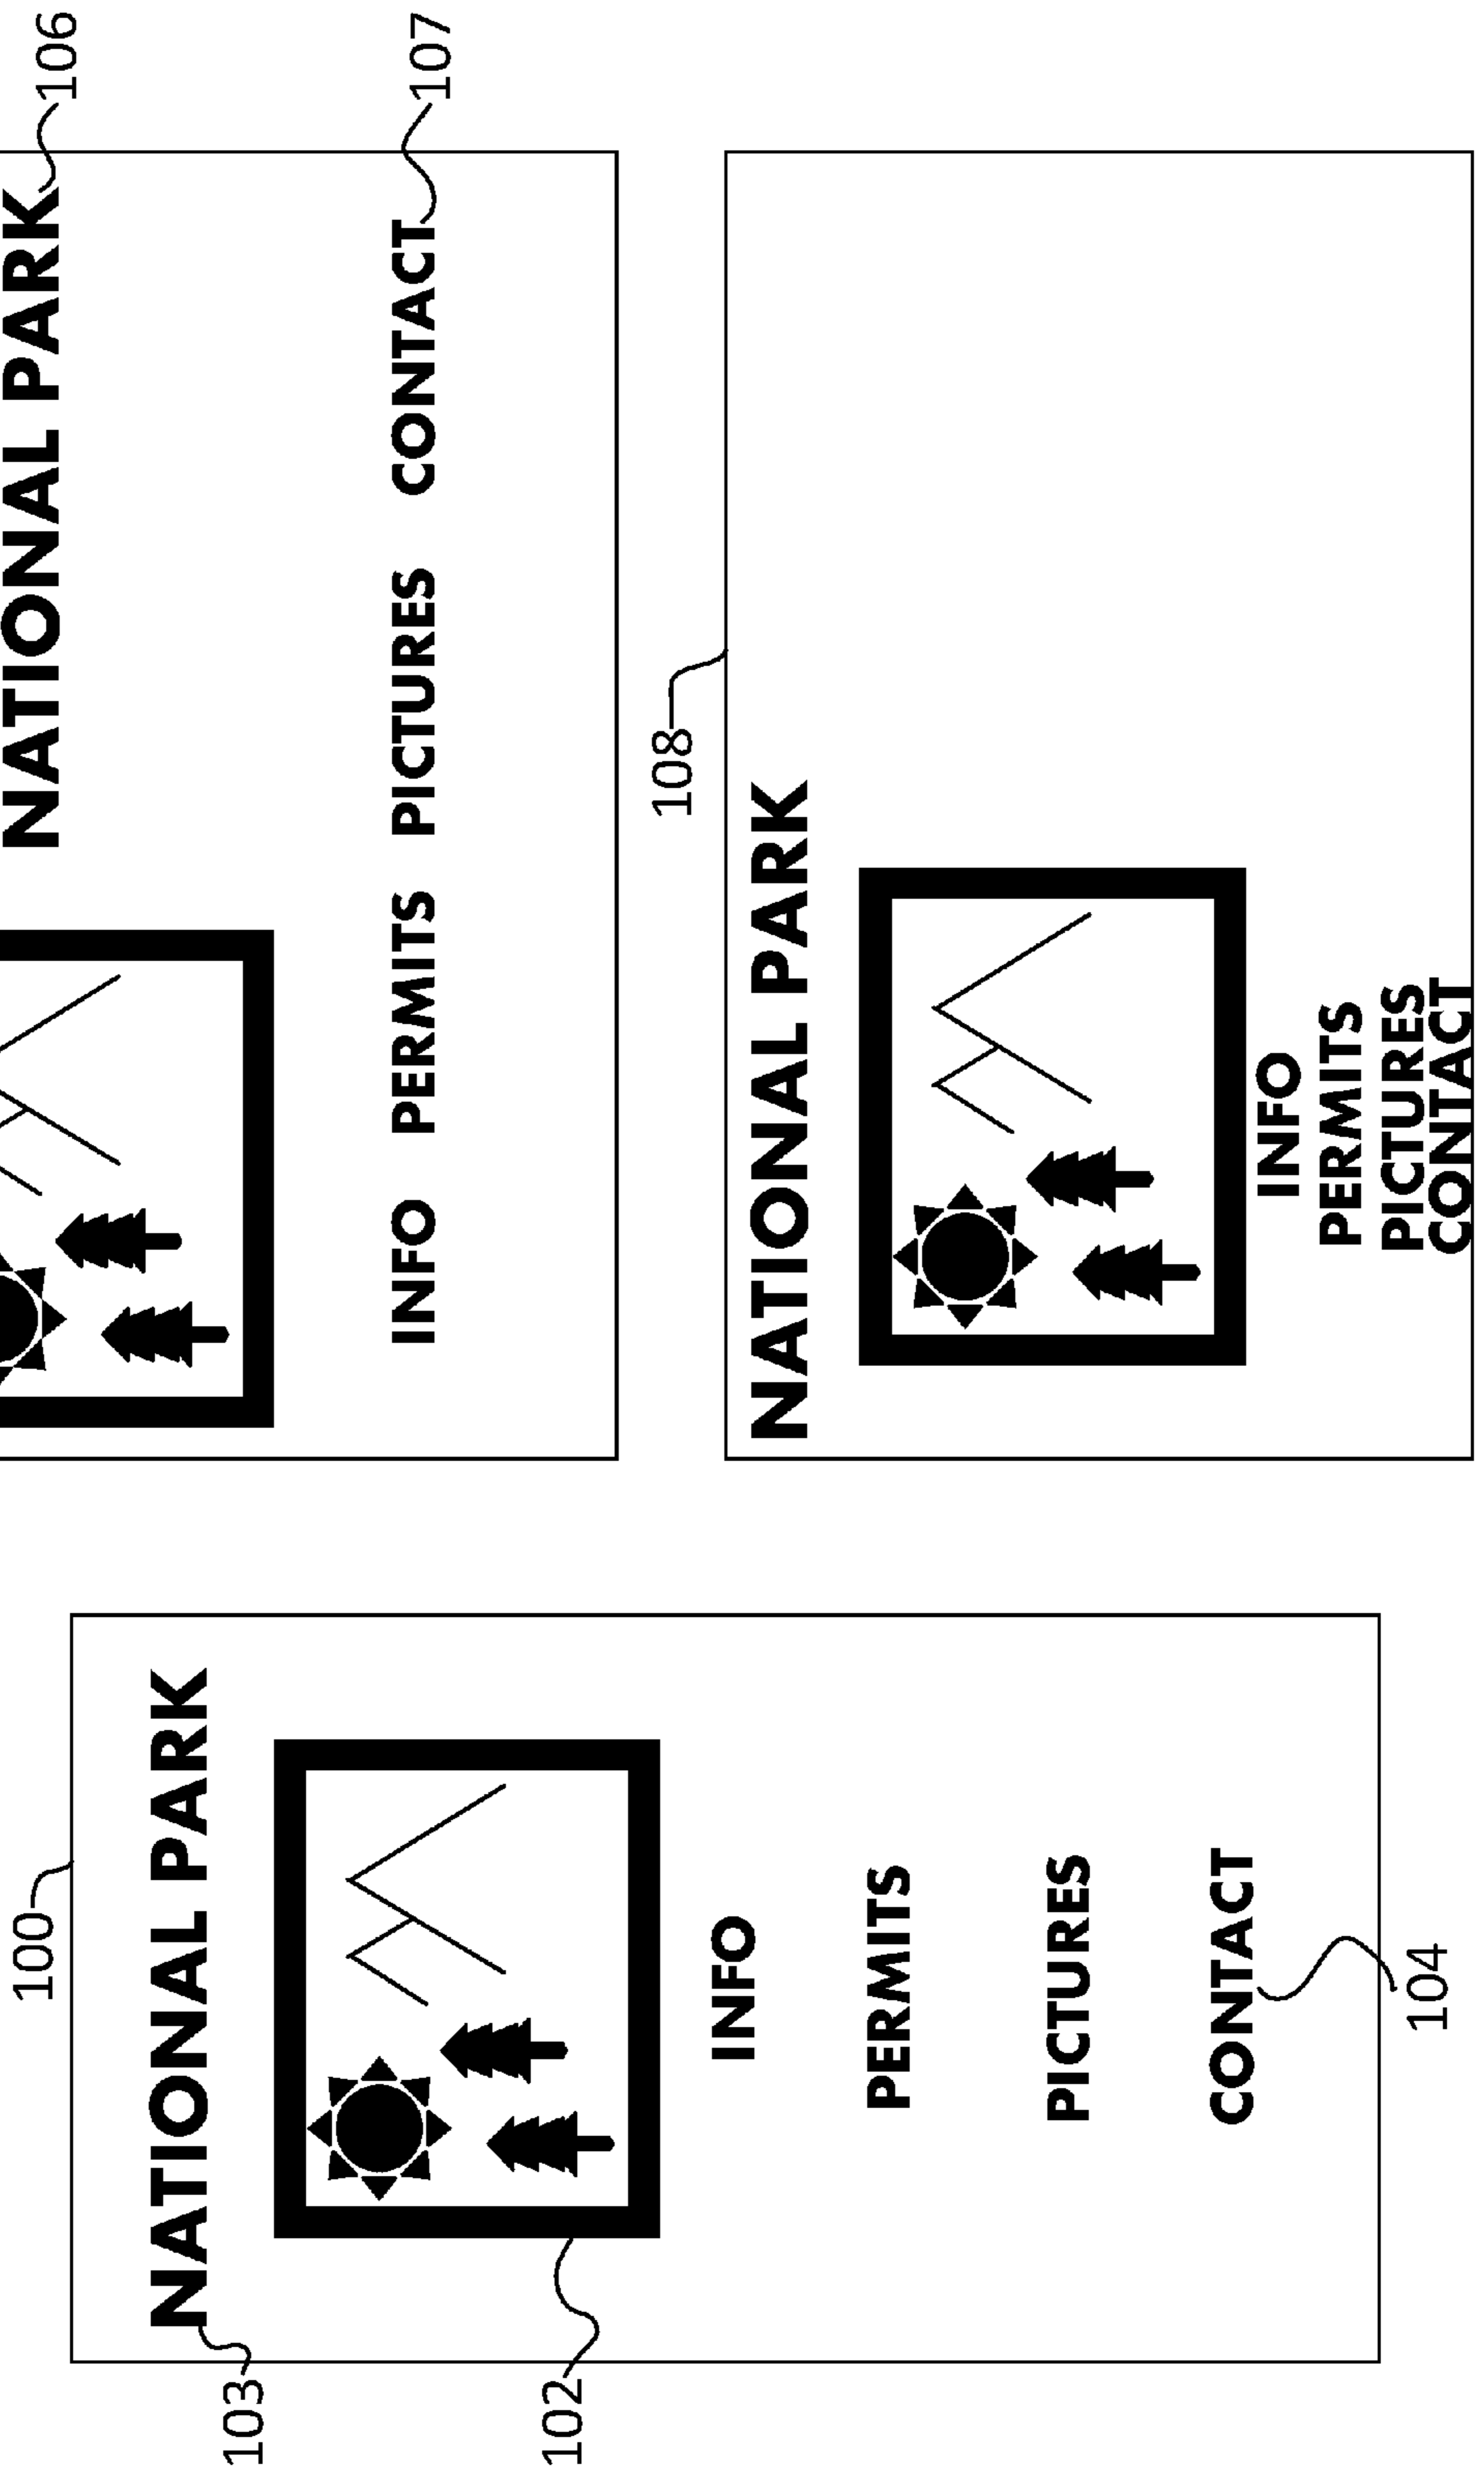 100
NATIONAL PARK
103
102
INFO
PERMITS
PICTURES
CONTACT
104
NATIONAL PARK
106
INFO PERMITS PICTURES CONTACT
107
108
NATIONAL PARK
INFO
PERMITS
PICTURES
CONTACT